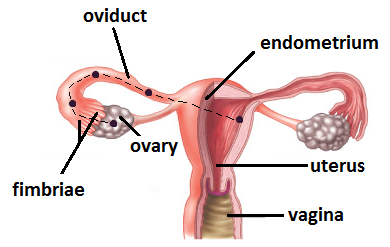 oviduct
endometrium
ovary
fimbriae
uterus
vagina